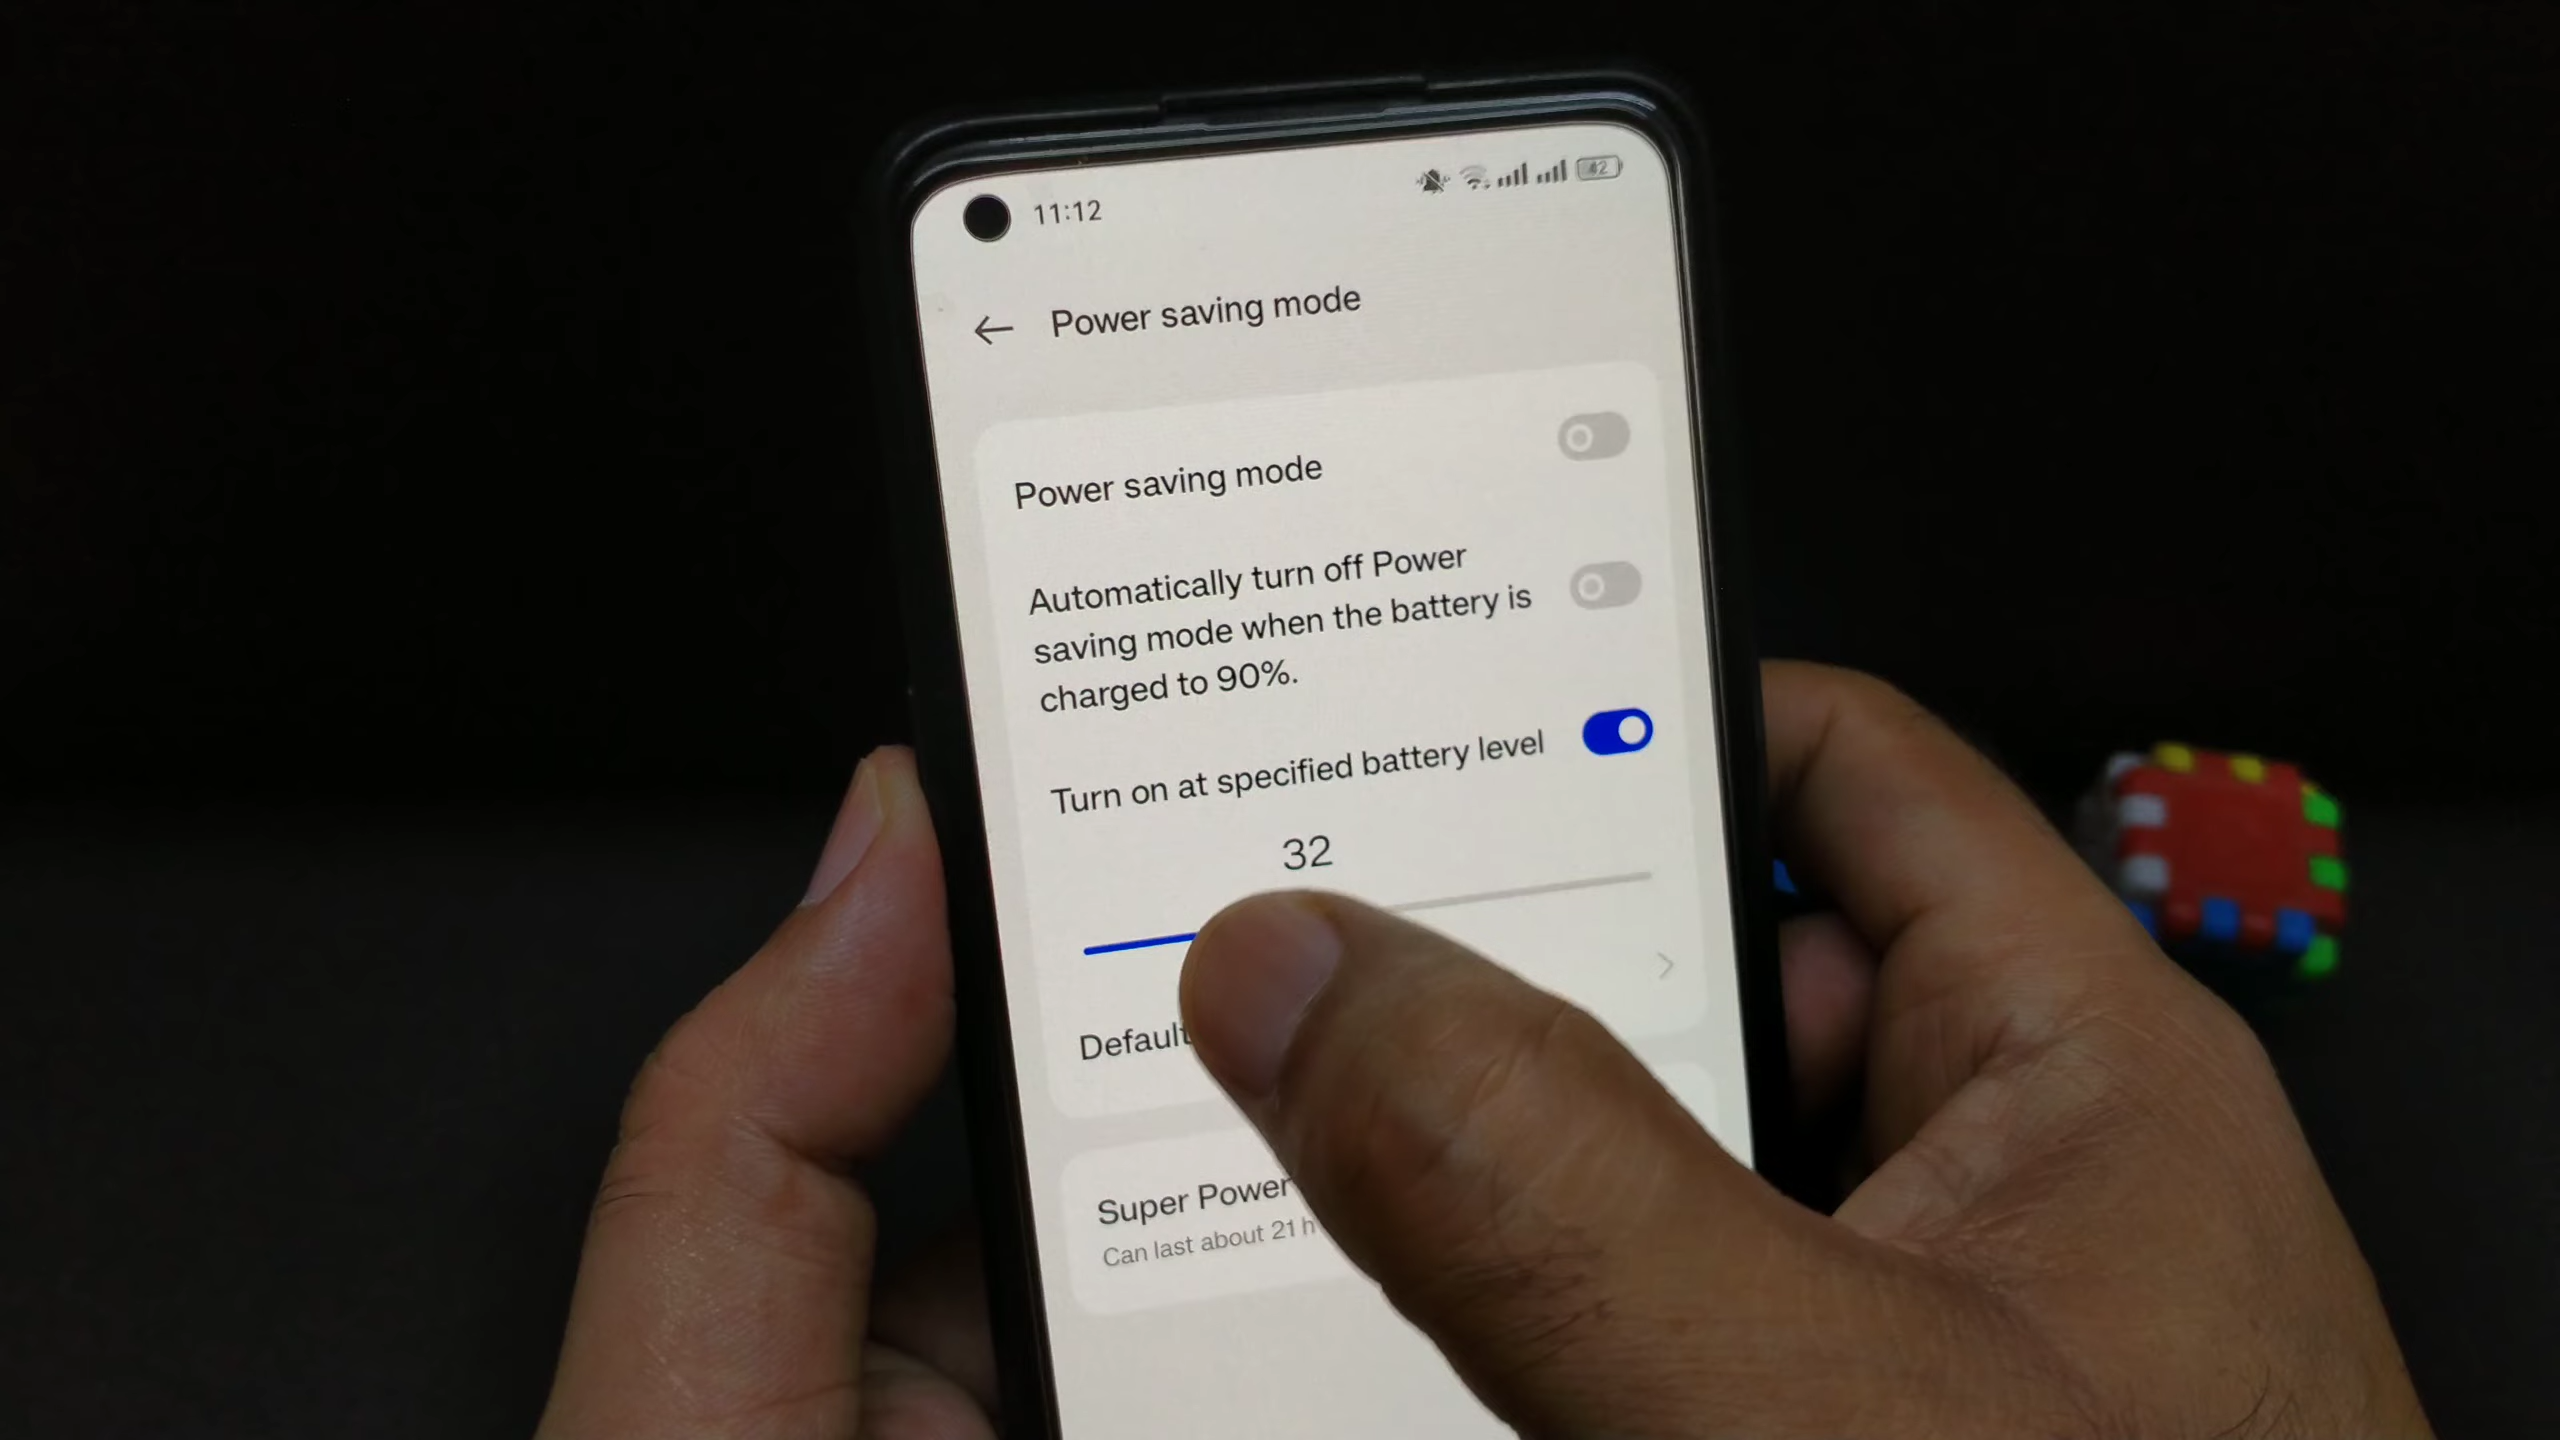 11:12
42
Power saving mode
Power saving mode
Automatically turn off Power
saving mode when the battery is
charged to 90%.
Turn on at specified battery level
32
Default
Super Power
Can last about 21 h